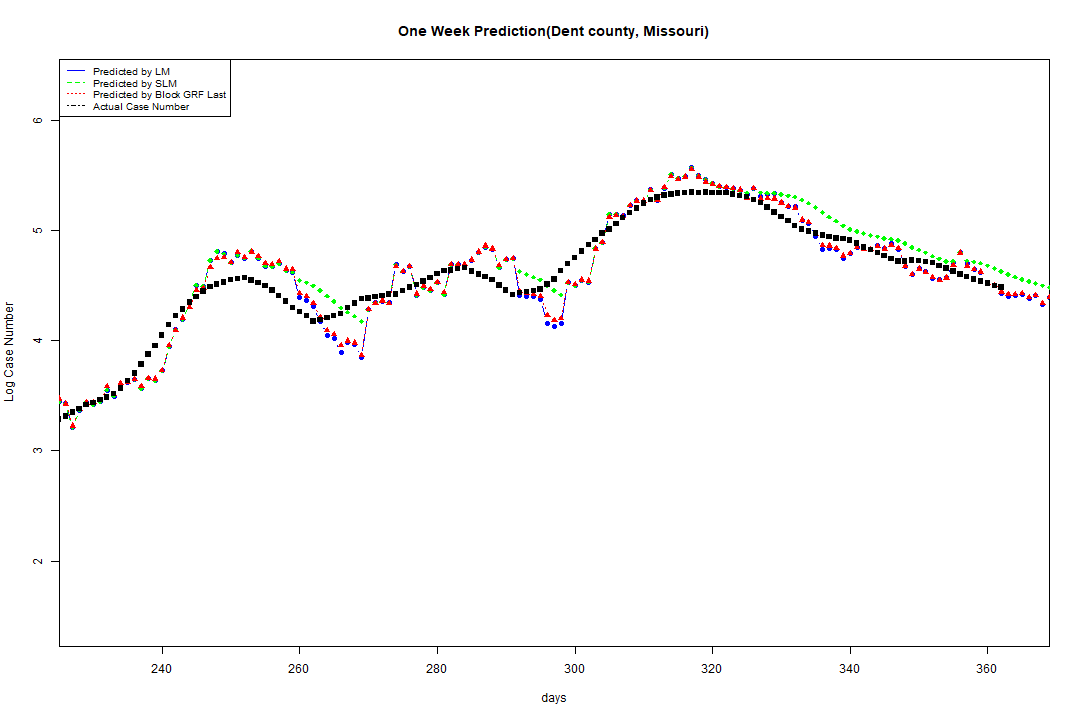 One Week Prediction(Dent county, Missouri)
Predicted by LM
Predicted by SLM
Predicted by Block GRF Last
Actual Case Number
6
5
4
3
2
Log Case Number
240 260 280 300 320 340 360
days